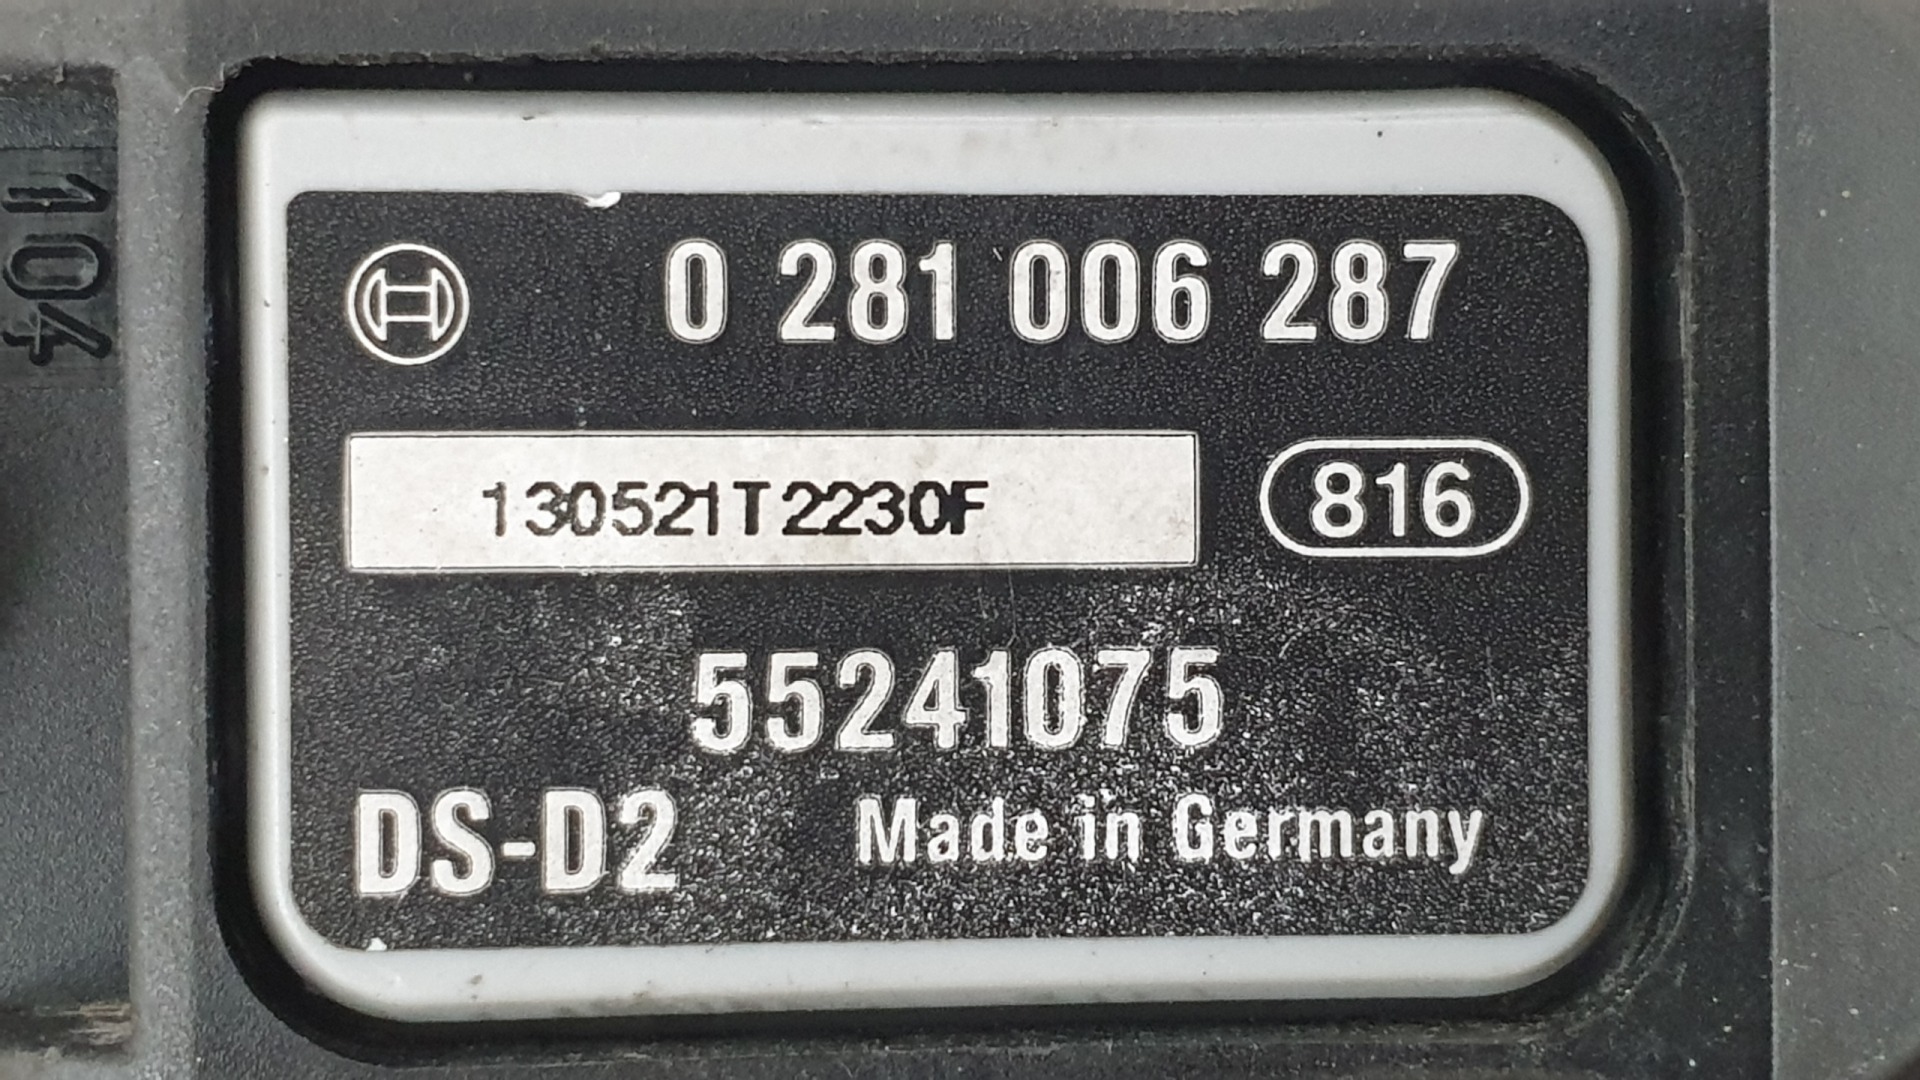 104
0 281 006 287
130521T2230F 816
55241075
DS-D2 Made in Germany